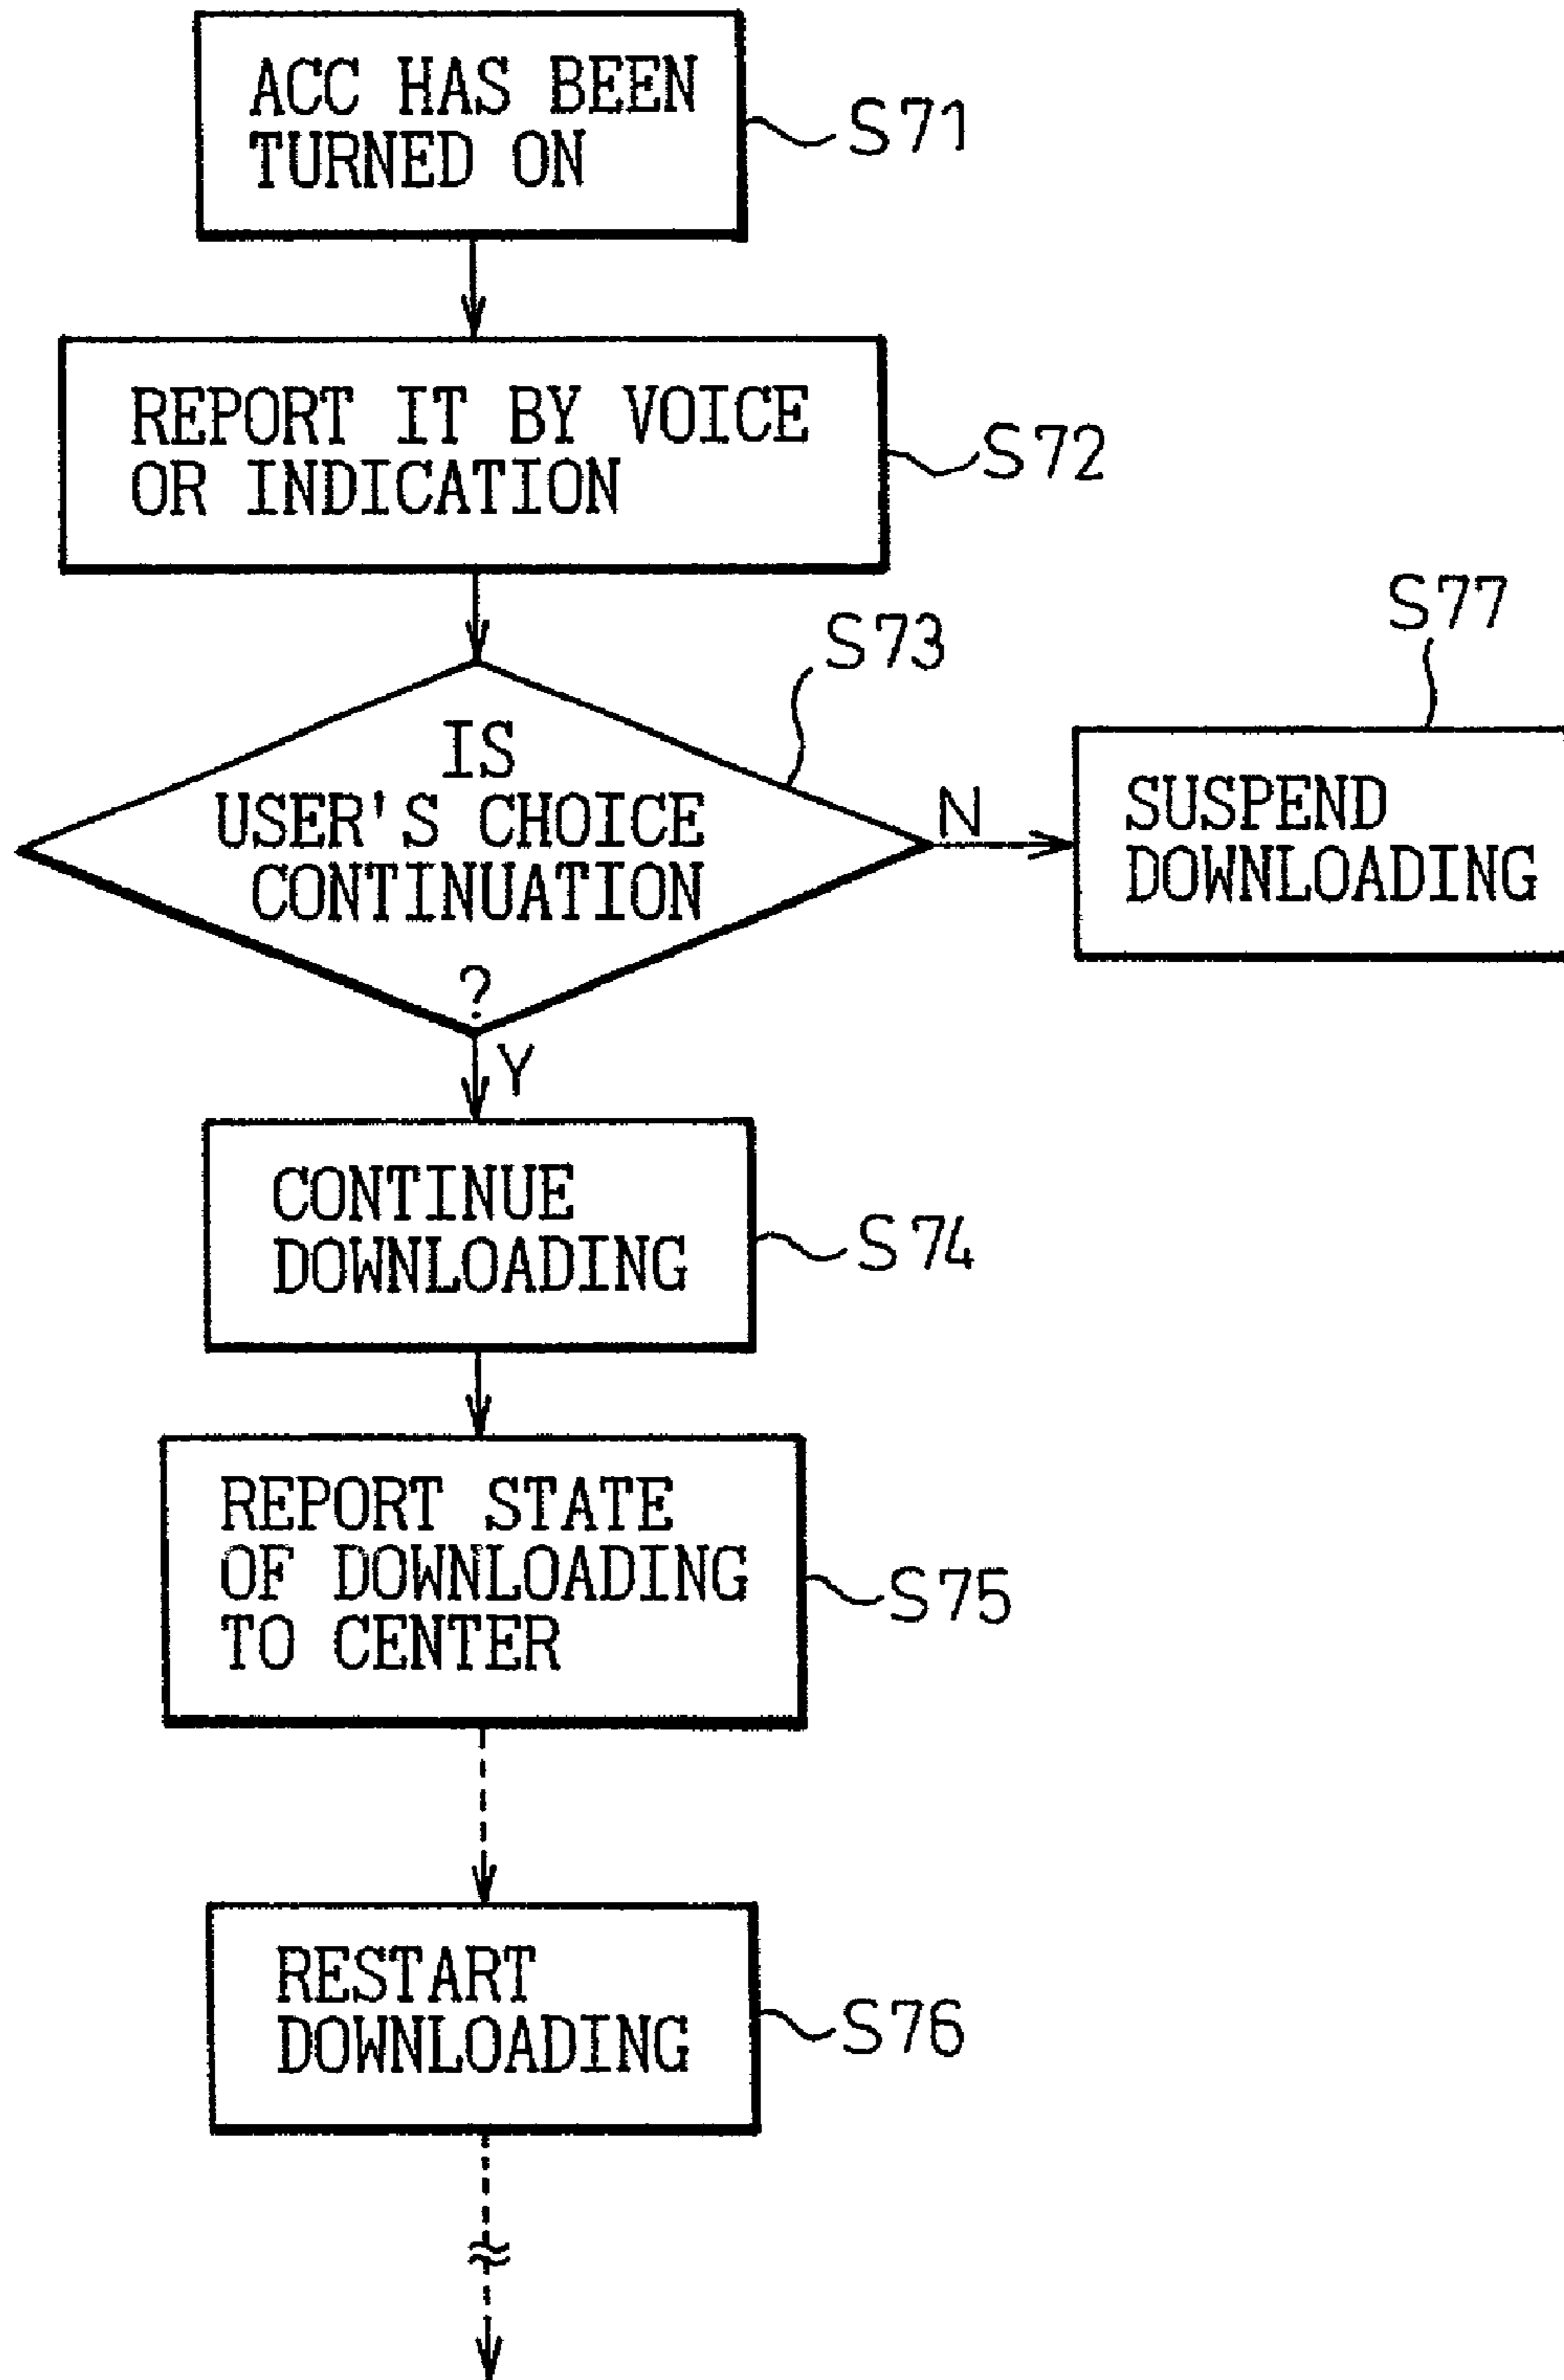 ACC HAS BEEN
TURNED ON
S71
REPORT IT BY VOICE
OR INDICATION
S72
S73
IS
USER'S CHOICE
CONTINUATION
?
N
S77
SUSPEND
DOWNLOADING
Y
CONTINUE
DOWNLOADING
S74
REPORT STATE
OF DOWNLOADING
TO CENTER
S75
RESTART
DOWNLOADING
S76